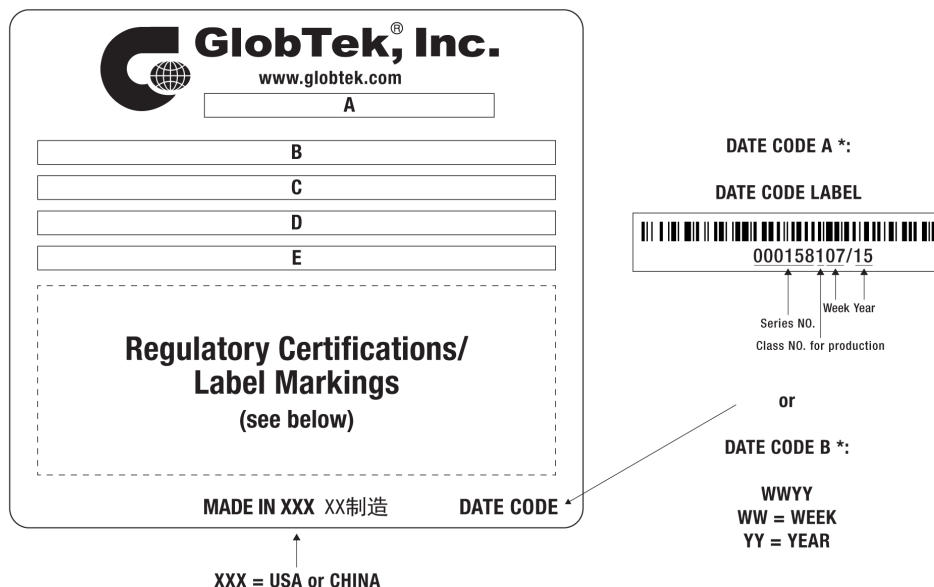 GlobTek,® Inc.
www.globtek.com
A
B
C
D
E
Regulatory Certifications/
Label Markings
(see below)
MADE IN XXX XX制造
DATE CODE
XXX = USA or CHINA
DATE CODE A *:
DATE CODE LABEL
000158107/15
Week Year
Series NO.
Class NO. for production
or
DATE CODE B *:
WWYY
WW = WEEK
YY = YEAR